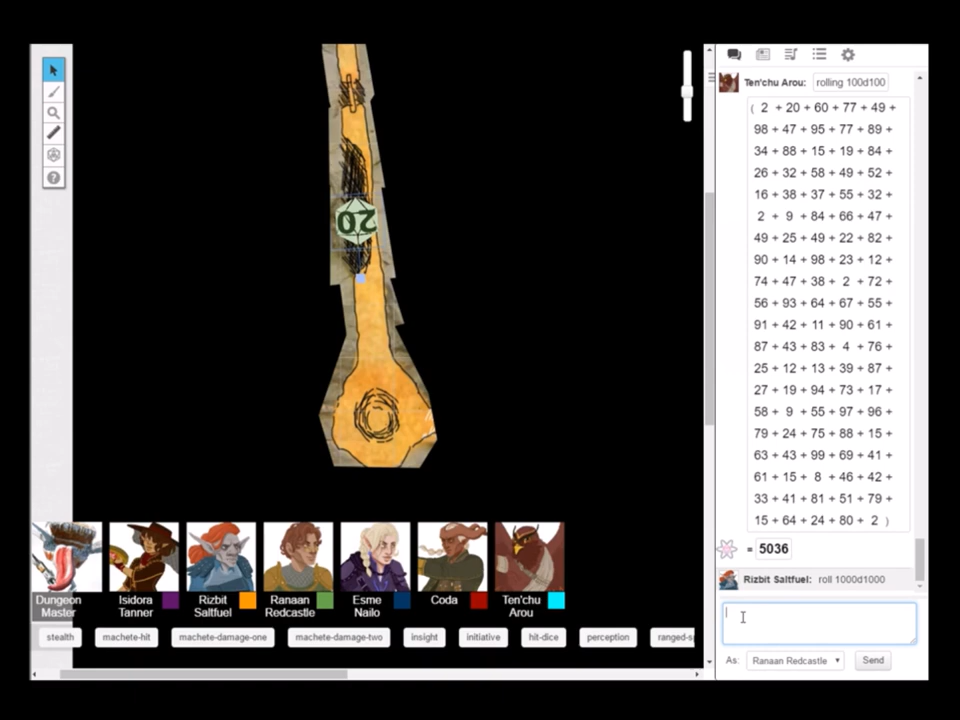 20
Ten'chu Arou: rolling 100d100
( 2 + 20 + 60 + 77 + 49 +
98 + 47 + 95 + 77 + 89 +
34 + 88 + 15 + 19 + 84 +
26 + 32 + 58 + 49 + 52 +
16 + 38 + 37 + 55 + 32 +
2 + 9 + 84 + 66 + 47 +
49 + 25 + 49 + 22 + 82 +
90 + 14 + 98 + 23 + 12 +
74 + 47 + 38 + 2 + 72 +
56 + 93 + 64 + 67 + 55 +
91 + 42 + 11 + 90 + 61 +
87 + 43 + 83 + 4 + 76 +
25 + 12 + 13 + 39 + 87 +
27 + 19 + 94 + 73 + 17 +
58 + 9 + 55 + 97 + 96 +
79 + 24 + 75 + 88 + 15 +
63 + 43 + 99 + 69 + 41 +
61 + 15 + 8 + 46 + 42 +
33 + 41 + 81 + 51 + 79 +
15 + 64 + 24 + 80 + 2 )
= 5036
Rizbit Saltfuel: roll 1000d1000
As: Ranaan Redcastle Send
Dungeon Master
Isidora Tanner
Rizbit Saltfuel
Ranaan Redcastle
Esme Nailo
Coda
Ten'chu Arou
stealth machete-hit machete-damage-one machete-damage-two insight initiative hit-dice perception